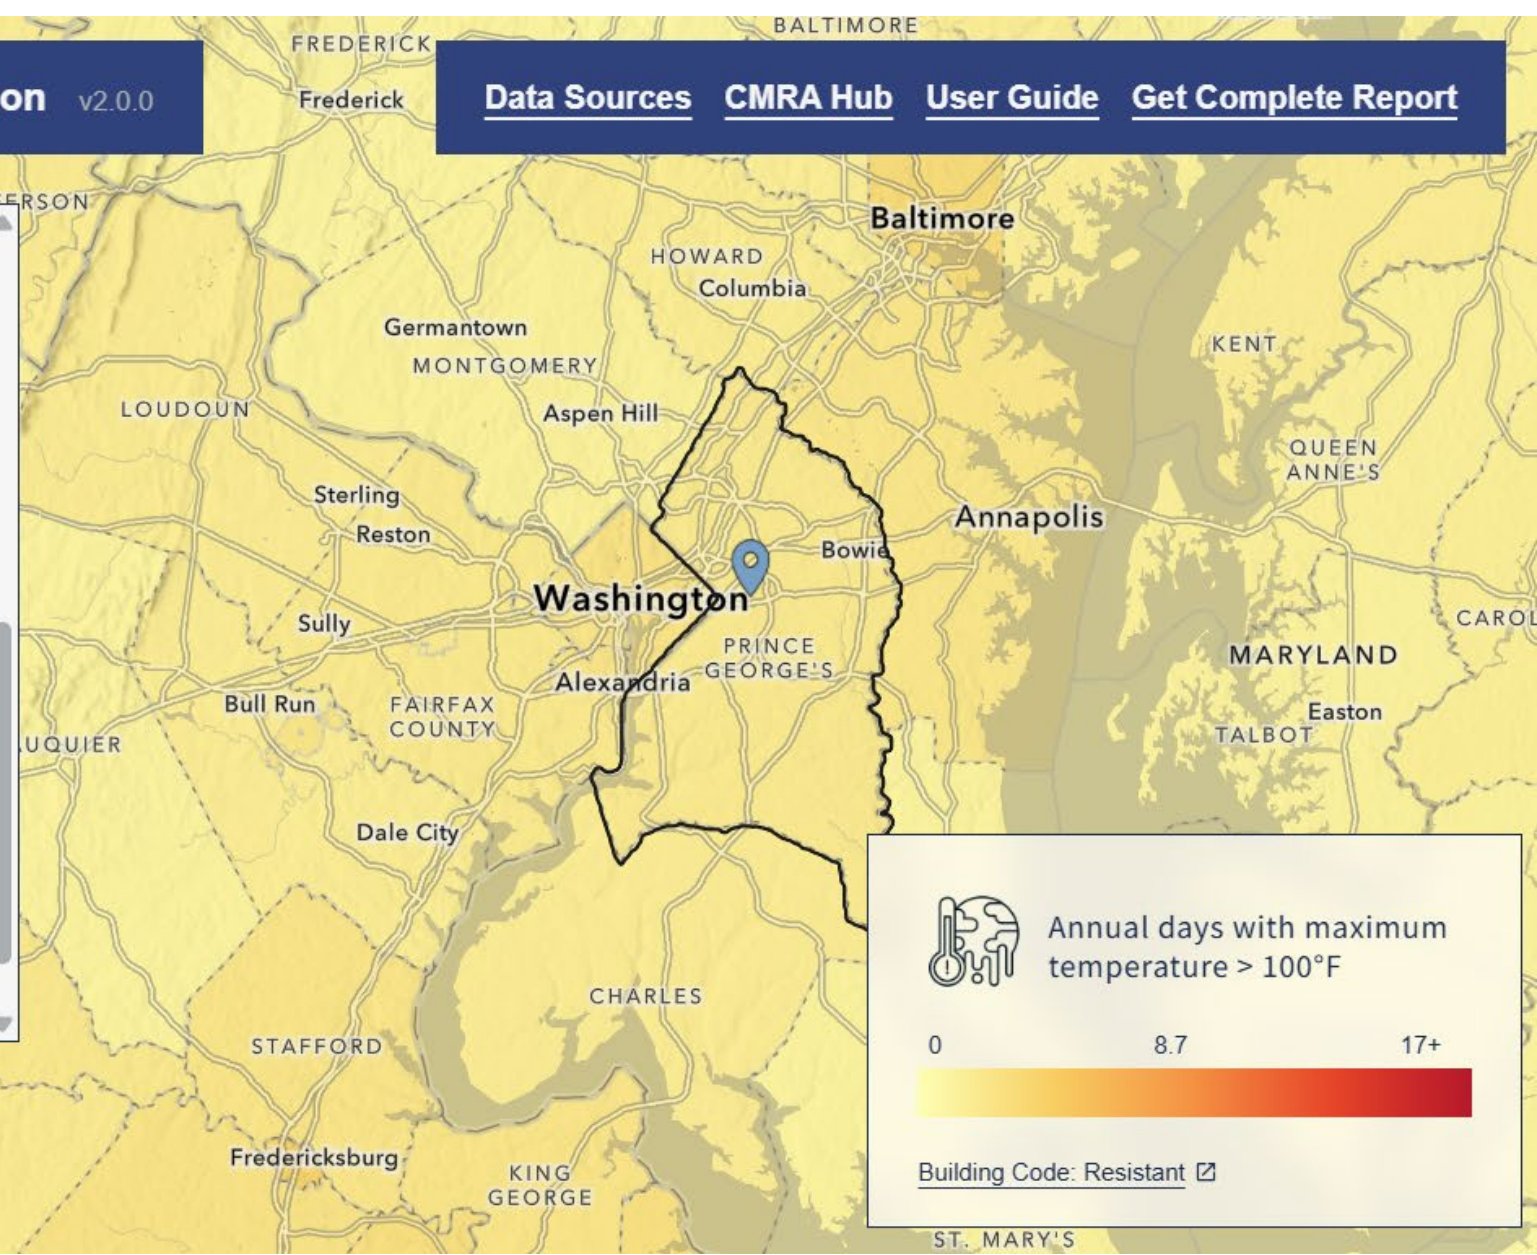 BALTIMORE
FREDERICK
on v2.0.0
Data Sources CMRA Hub User Guide Get Complete Report
Frederick
ERSON
Baltimore
HOWARD
Columbia
Germantown
KENT
MONTGOMERY
LOUDOUN
Aspen Hill
QUEEN
ANNE'S
Sterling
Annapolis
Reston
Bowie
Washington
CAROL
Sully
PRINCE
GEORGE'S
MARYLAND
Alexandria
Bull Run
FAIRFAX
COUNTY
Easton
TALBOT
UQUIER
Dale City
Annual days with maximum
temperature > 100°F
CHARLES
0 8.7 17+
STAFFORD
Fredericksburg
KING
GEORGE
Building Code: Resistant
ST. MARY'S